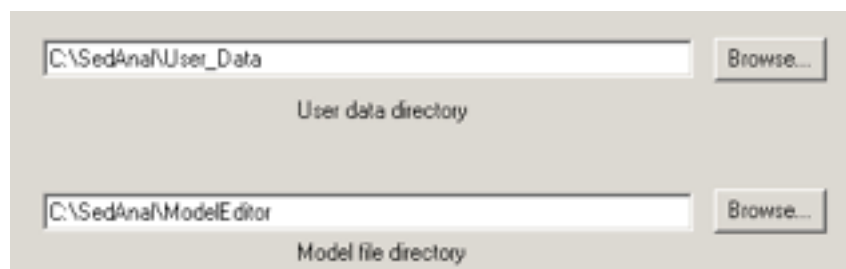 C:\SedAnal\User_Data Browse...
User data directory
C:\SedAnal\ModelEditor Browse...
Model file directory